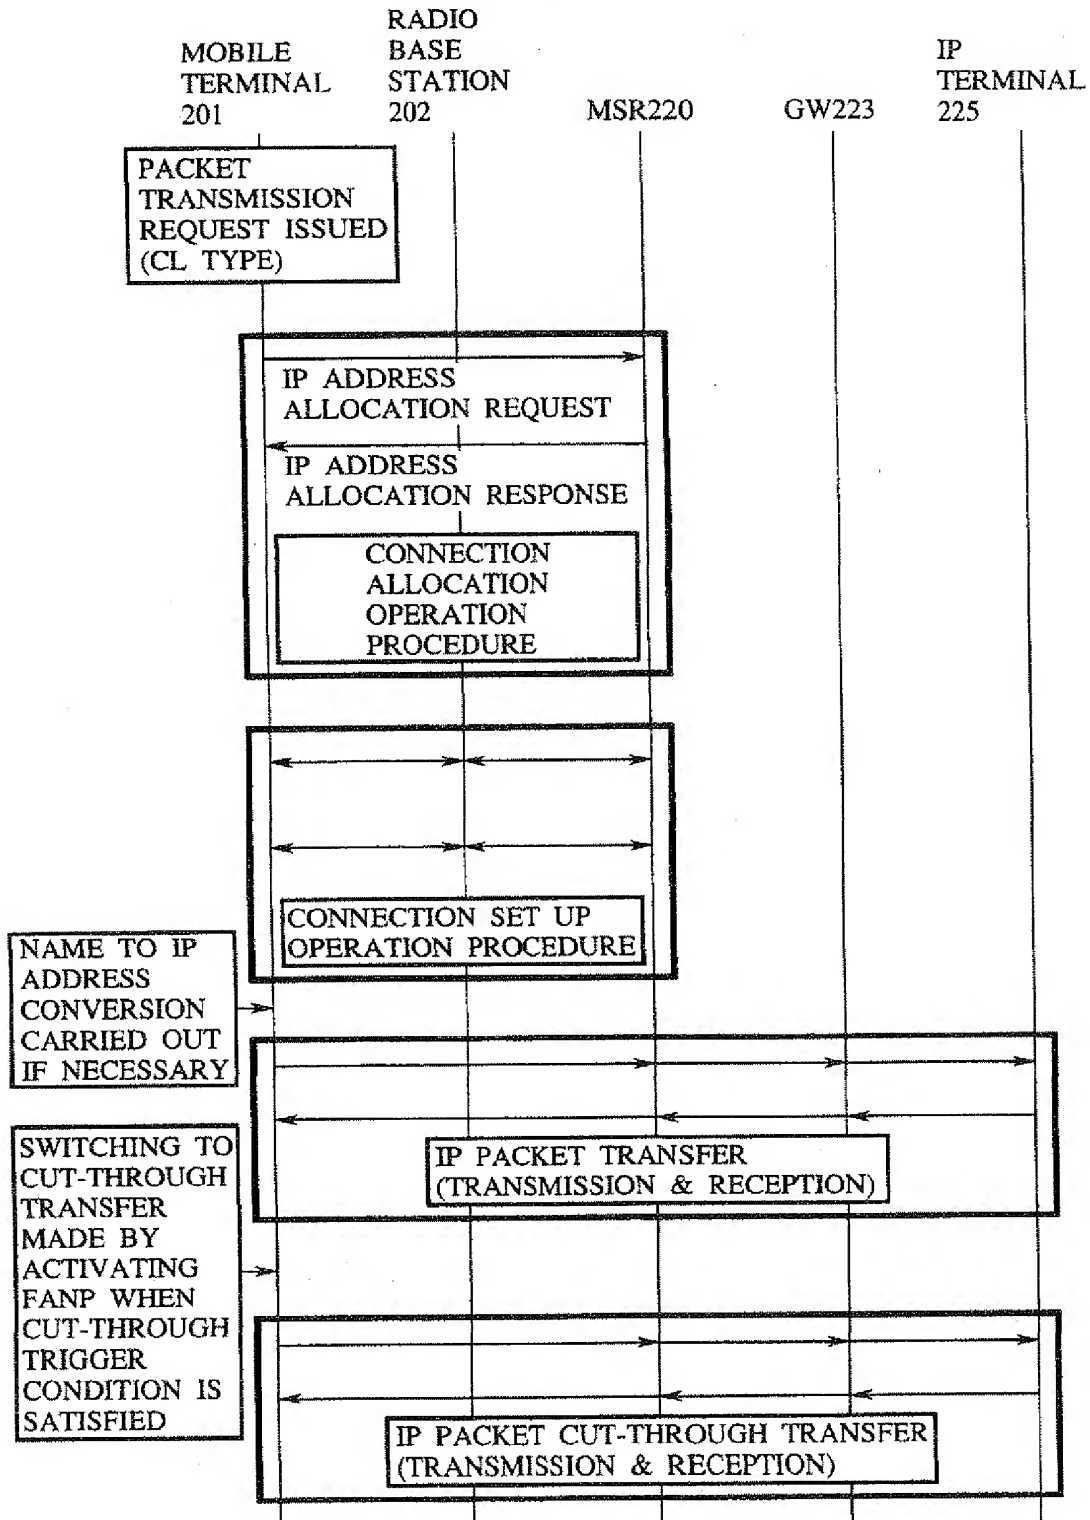 MOBILE
TERMINAL
201
RADIO
BASE
STATION
202
MSR220
GW223
IP
TERMINAL
225
PACKET
TRANSMISSION
REQUEST ISSUED
(CL TYPE)
IP ADDRESS
ALLOCATION REQUEST
IP ADDRESS
ALLOCATION RESPONSE
CONNECTION
ALLOCATION
OPERATION
PROCEDURE
CONNECTION SET UP
OPERATION PROCEDURE
NAME TO IP
ADDRESS
CONVERSION
CARRIED OUT
IF NECESSARY
IP PACKET TRANSFER
(TRANSMISSION & RECEPTION)
SWITCHING TO
CUT-THROUGH
TRANSFER
MADE BY
ACTIVATING
FANP WHEN
CUT-THROUGH
TRIGGER
CONDITION IS
SATISFIED
IP PACKET CUT-THROUGH TRANSFER
(TRANSMISSION & RECEPTION)